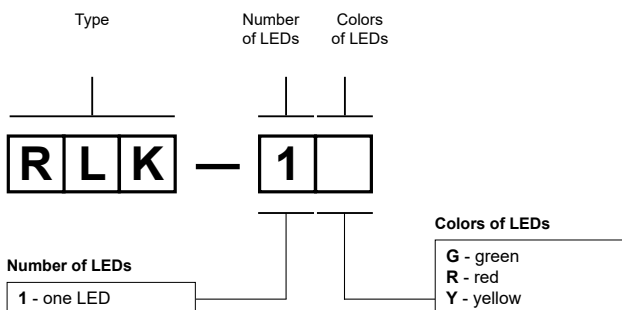 Type
Number of LEDs
Colors of LEDs
RLK — 1
Colors of LEDs
G - green
R - red
Y - yellow
Number of LEDs
1 - one LED